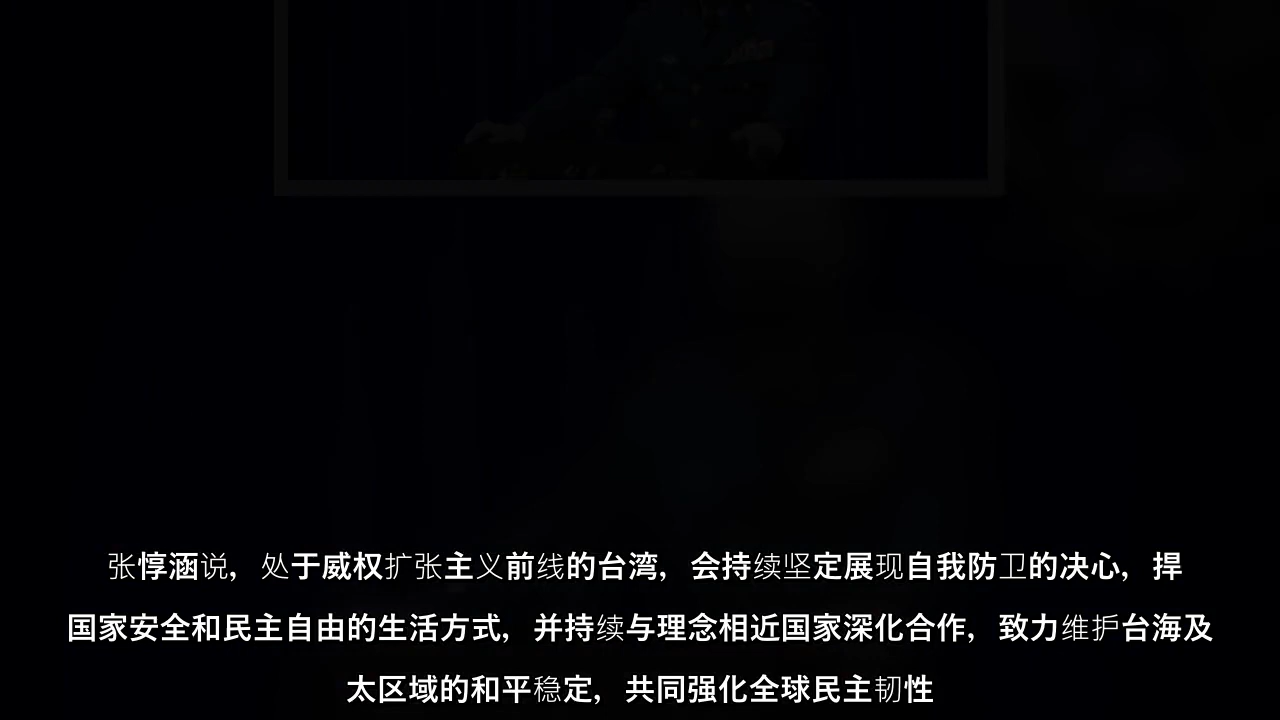 张惇涵说，处于威权扩张主义前线的台湾，会持续坚定展现自我防卫的决心，捍
国家安全和民主自由的生活方式，并持续与理念相近国家深化合作，致力维护台海及
太区域的和平稳定，共同强化全球民主韧性